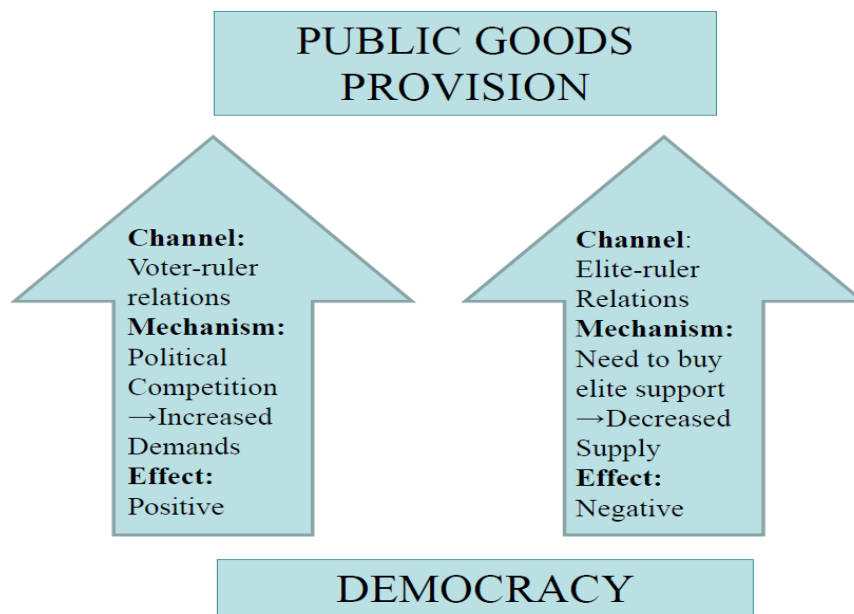 PUBLIC GOODS
PROVISION
Channel:
Voter-ruler
relations
Mechanism:
Political
Competition
→Increased
Demands
Effect:
Positive
Channel:
Elite-ruler
Relations
Mechanism:
Need to buy
elite support
→Decreased
Supply
Effect:
Negative
DEMOCRACY